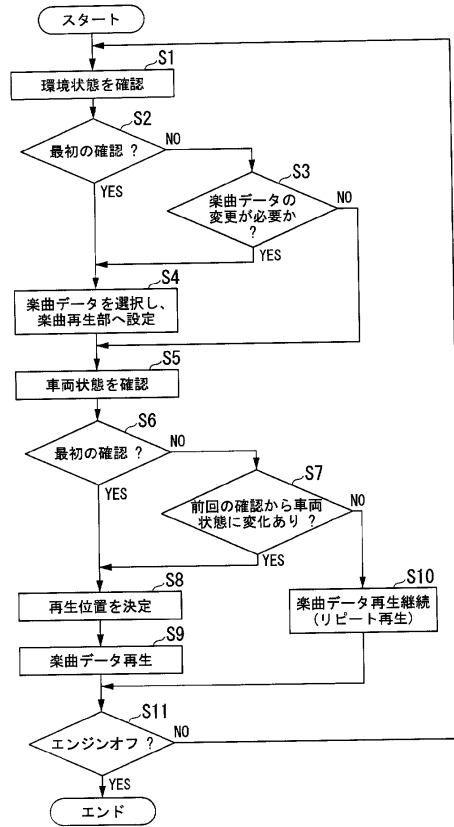 スタート
S1
環境状態を確認
S2
最初の確認？
NO
YES
S3
楽曲データの
変更が必要か
？
NO
YES
S4
楽曲データを選択し、
楽曲再生部へ設定
S5
車両状態を確認
S6
最初の確認？
NO
YES
S7
前回の確認から車両
状態に変化あり？
NO
YES
S8
再生位置を決定
S9
楽曲データ再生
S10
楽曲データ再生継続
(リピート再生)
S11
エンジンオフ？
NO
YES
エンド